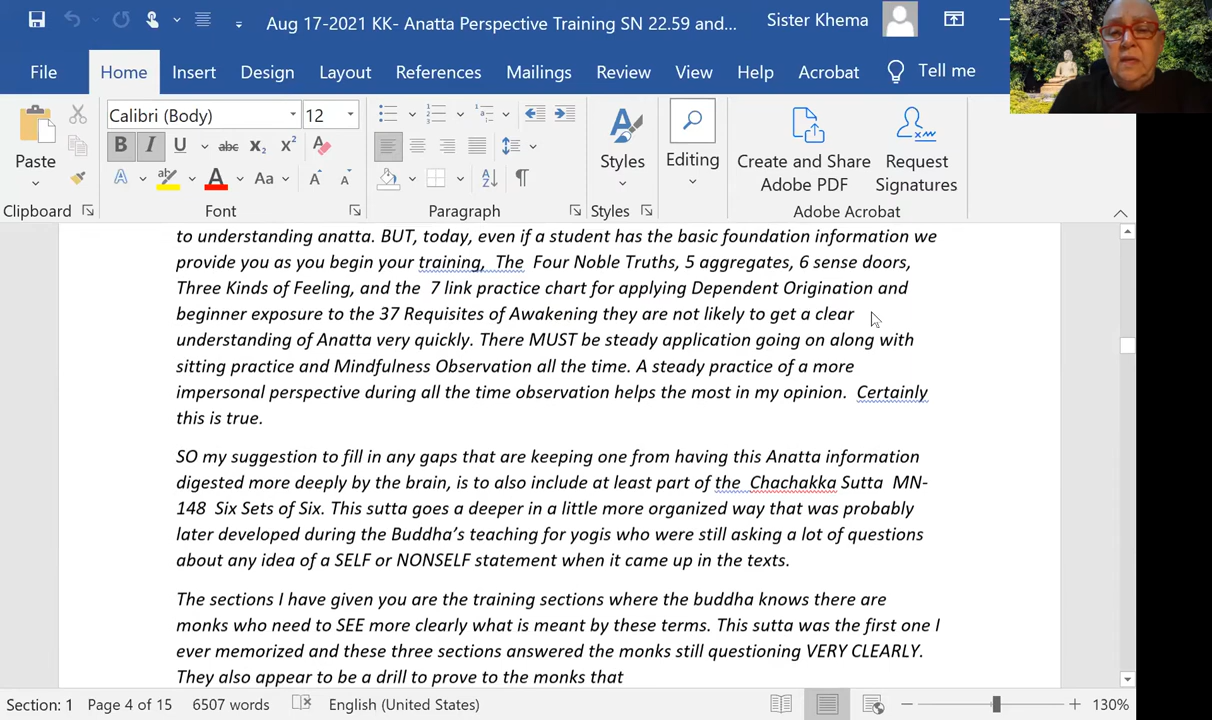 Aug 17-2021 KK- Anatta Perspective Training SN 22.59 and...
Sister Khema
File Home Insert Design Layout References Mailings Review View Help Acrobat Tell me
Calibri (Body) 12
Paste
Styles
Editing
Create and Share Adobe PDF
Request Signatures
Clipboard Font Paragraph Styles Adobe Acrobat
to understanding anatta. BUT, today, even if a student has the basic foundation information we
provide you as you begin your training,  The  Four Noble Truths, 5 aggregates, 6 sense doors,
Three Kinds of Feeling, and the  7 link practice chart for applying Dependent Origination and
beginner exposure to the 37 Requisites of Awakening they are not likely to get a clear
understanding of Anatta very quickly. There MUST be steady application going on along with
sitting practice and Mindfulness Observation all the time. A steady practice of a more
impersonal perspective during all the time observation helps the most in my opinion.  Certainly
this is true.
SO my suggestion to fill in any gaps that are keeping one from having this Anatta information
digested more deeply by the brain, is to also include at least part of the  Chachakka Sutta  MN-
148  Six Sets of Six. This sutta goes a deeper in a little more organized way that was probably
later developed during the Buddha’s teaching for yogis who were still asking a lot of questions
about any idea of a SELF or NONSELF statement when it came up in the texts.
The sections I have given you are the training sections where the buddha knows there are
monks who need to SEE more clearly what is meant by these terms. This sutta was the first one I
ever memorized and these three sections answered the monks still questioning VERY CLEARLY.
They also appear to be a drill to prove to the monks that
Section: 1 Page 4 of 15 6507 words English (United States) 130%